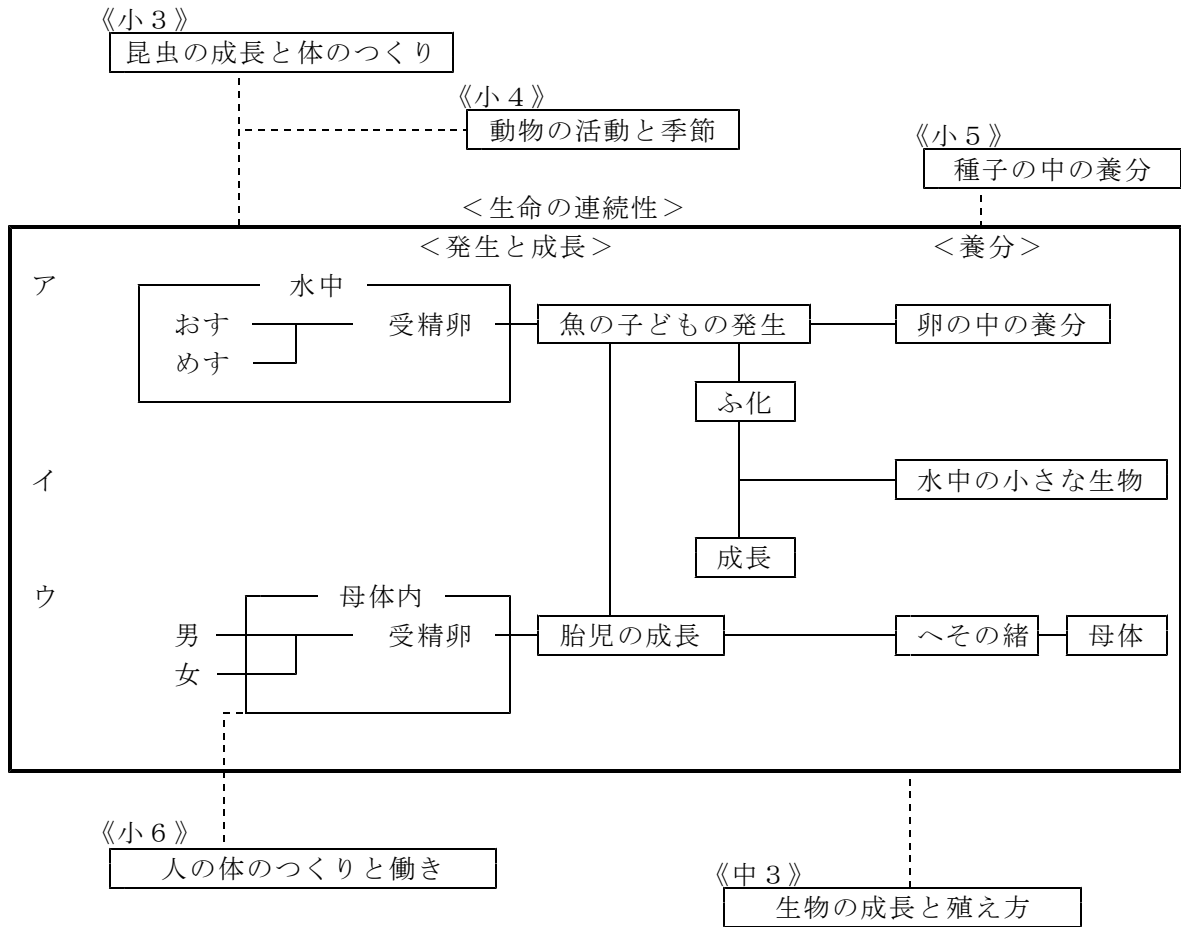 《小３》
昆虫の成長と体のつくり
《小４》
動物の活動と季節
《小５》
種子の中の養分
＜生命の連続性＞
＜発生と成長＞
＜養分＞
ア
水中
おす
受精卵
魚の子どもの発生
卵の中の養分
めす
ふ化
イ
水中の小さな生物
成長
ウ
母体内
男
受精卵
胎児の成長
へその緒
母体
女
《小６》
人の体のつくりと働き
《中３》
生物の成長と殖え方